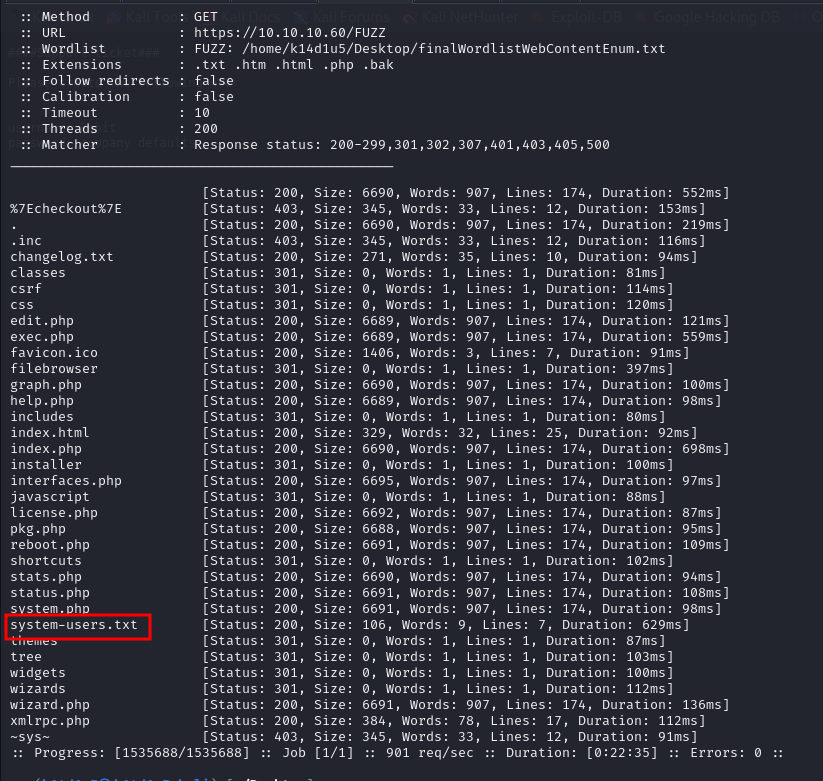 :: Method : GET
:: URL : https://10.10.10.60/FUZZ
:: Wordlist : FUZZ: /home/k14d1u5/Desktop/finalWordlistWebContentEnum.txt
:: Extensions : .txt .htm .html .php .bak
:: Follow redirects : false
:: Calibration : false
:: Timeout : 10
:: Threads : 200
:: Matcher : Response status: 200-299,301,302,307,401,403,405,500
[Status: 200, Size: 6690, Words: 907, Lines: 174, Duration: 552ms]
%7Echeckout%7E [Status: 403, Size: 345, Words: 33, Lines: 12, Duration: 153ms]
. [Status: 200, Size: 6690, Words: 907, Lines: 174, Duration: 219ms]
.inc [Status: 403, Size: 345, Words: 33, Lines: 12, Duration: 116ms]
changelog.txt [Status: 200, Size: 271, Words: 35, Lines: 10, Duration: 94ms]
classes [Status: 301, Size: 0, Words: 1, Lines: 1, Duration: 81ms]
csrf [Status: 301, Size: 0, Words: 1, Lines: 1, Duration: 114ms]
css [Status: 301, Size: 0, Words: 1, Lines: 1, Duration: 120ms]
edit.php [Status: 200, Size: 6689, Words: 907, Lines: 174, Duration: 121ms]
exec.php [Status: 200, Size: 6689, Words: 907, Lines: 174, Duration: 559ms]
favicon.ico [Status: 200, Size: 1406, Words: 3, Lines: 7, Duration: 91ms]
filebrowser [Status: 301, Size: 0, Words: 1, Lines: 1, Duration: 397ms]
graph.php [Status: 200, Size: 6690, Words: 907, Lines: 174, Duration: 100ms]
help.php [Status: 200, Size: 6689, Words: 907, Lines: 174, Duration: 98ms]
includes [Status: 301, Size: 0, Words: 1, Lines: 1, Duration: 80ms]
index.html [Status: 200, Size: 329, Words: 32, Lines: 25, Duration: 92ms]
index.php [Status: 200, Size: 6690, Words: 907, Lines: 174, Duration: 698ms]
installer [Status: 301, Size: 0, Words: 1, Lines: 1, Duration: 100ms]
interfaces.php [Status: 200, Size: 6695, Words: 907, Lines: 174, Duration: 97ms]
javascript [Status: 301, Size: 0, Words: 1, Lines: 1, Duration: 88ms]
license.php [Status: 200, Size: 6692, Words: 907, Lines: 174, Duration: 87ms]
pkg.php [Status: 200, Size: 6688, Words: 907, Lines: 174, Duration: 95ms]
reboot.php [Status: 200, Size: 6691, Words: 907, Lines: 174, Duration: 109ms]
shortcuts [Status: 301, Size: 0, Words: 1, Lines: 1, Duration: 102ms]
stats.php [Status: 200, Size: 6690, Words: 907, Lines: 174, Duration: 94ms]
status.php [Status: 200, Size: 6691, Words: 907, Lines: 174, Duration: 108ms]
system.php [Status: 200, Size: 6691, Words: 907, Lines: 174, Duration: 98ms]
system-users.txt [Status: 200, Size: 106, Words: 9, Lines: 7, Duration: 629ms]
themes [Status: 301, Size: 0, Words: 1, Lines: 1, Duration: 87ms]
tree [Status: 301, Size: 0, Words: 1, Lines: 1, Duration: 103ms]
widgets [Status: 301, Size: 0, Words: 1, Lines: 1, Duration: 100ms]
wizards [Status: 301, Size: 0, Words: 1, Lines: 1, Duration: 112ms]
wizard.php [Status: 200, Size: 6691, Words: 907, Lines: 174, Duration: 136ms]
xmlrpc.php [Status: 200, Size: 384, Words: 78, Lines: 17, Duration: 112ms]
~sys~ [Status: 403, Size: 345, Words: 33, Lines: 12, Duration: 91ms]
:: Progress: [1535688/1535688] :: Job [1/1] :: 901 req/sec :: Duration: [0:22:35] :: Errors: 0 ::